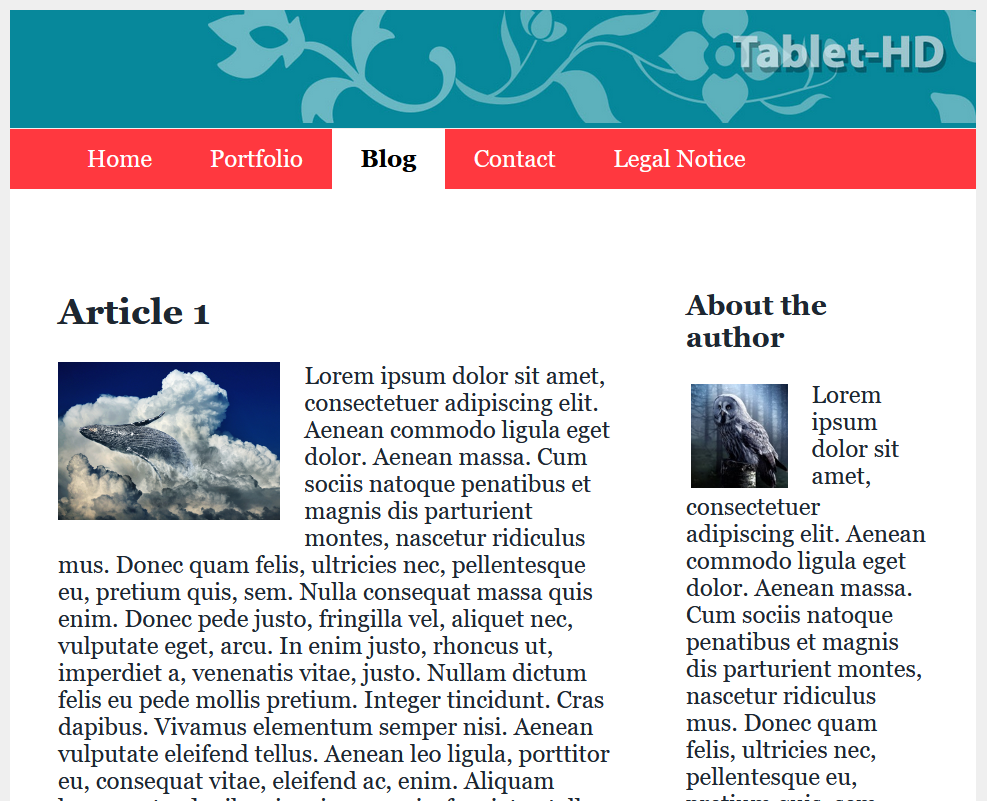 Tablet-HD
Home Portfolio Blog Contact Legal Notice
Article 1
Lorem ipsum dolor sit amet,
consectetuer adipiscing elit.
Aenean commodo ligula eget
dolor. Aenean massa. Cum
sociis natoque penatibus et
magnis dis parturient
montes, nascetur ridiculus
mus. Donec quam felis, ultricies nec, pellentesque
eu, pretium quis, sem. Nulla consequat massa quis
enim. Donec pede justo, fringilla vel, aliquet nec,
vulputate eget, arcu. In enim justo, rhoncus ut,
imperdiet a, venenatis vitae, justo. Nullam dictum
felis eu pede mollis pretium. Integer tincidunt. Cras
dapibus. Vivamus elementum semper nisi. Aenean
vulputate eleifend tellus. Aenean leo ligula, porttitor
eu, consequat vitae, eleifend ac, enim. Aliquam
About the
author
Lorem
ipsum
dolor sit
amet,
consectetuer
adipiscing elit. Aenean
commodo ligula eget
dolor. Aenean massa.
Cum sociis natoque
penatibus et magnis
dis parturient montes,
nascetur ridiculus
mus. Donec quam
felis, ultricies nec,
pellentesque eu,